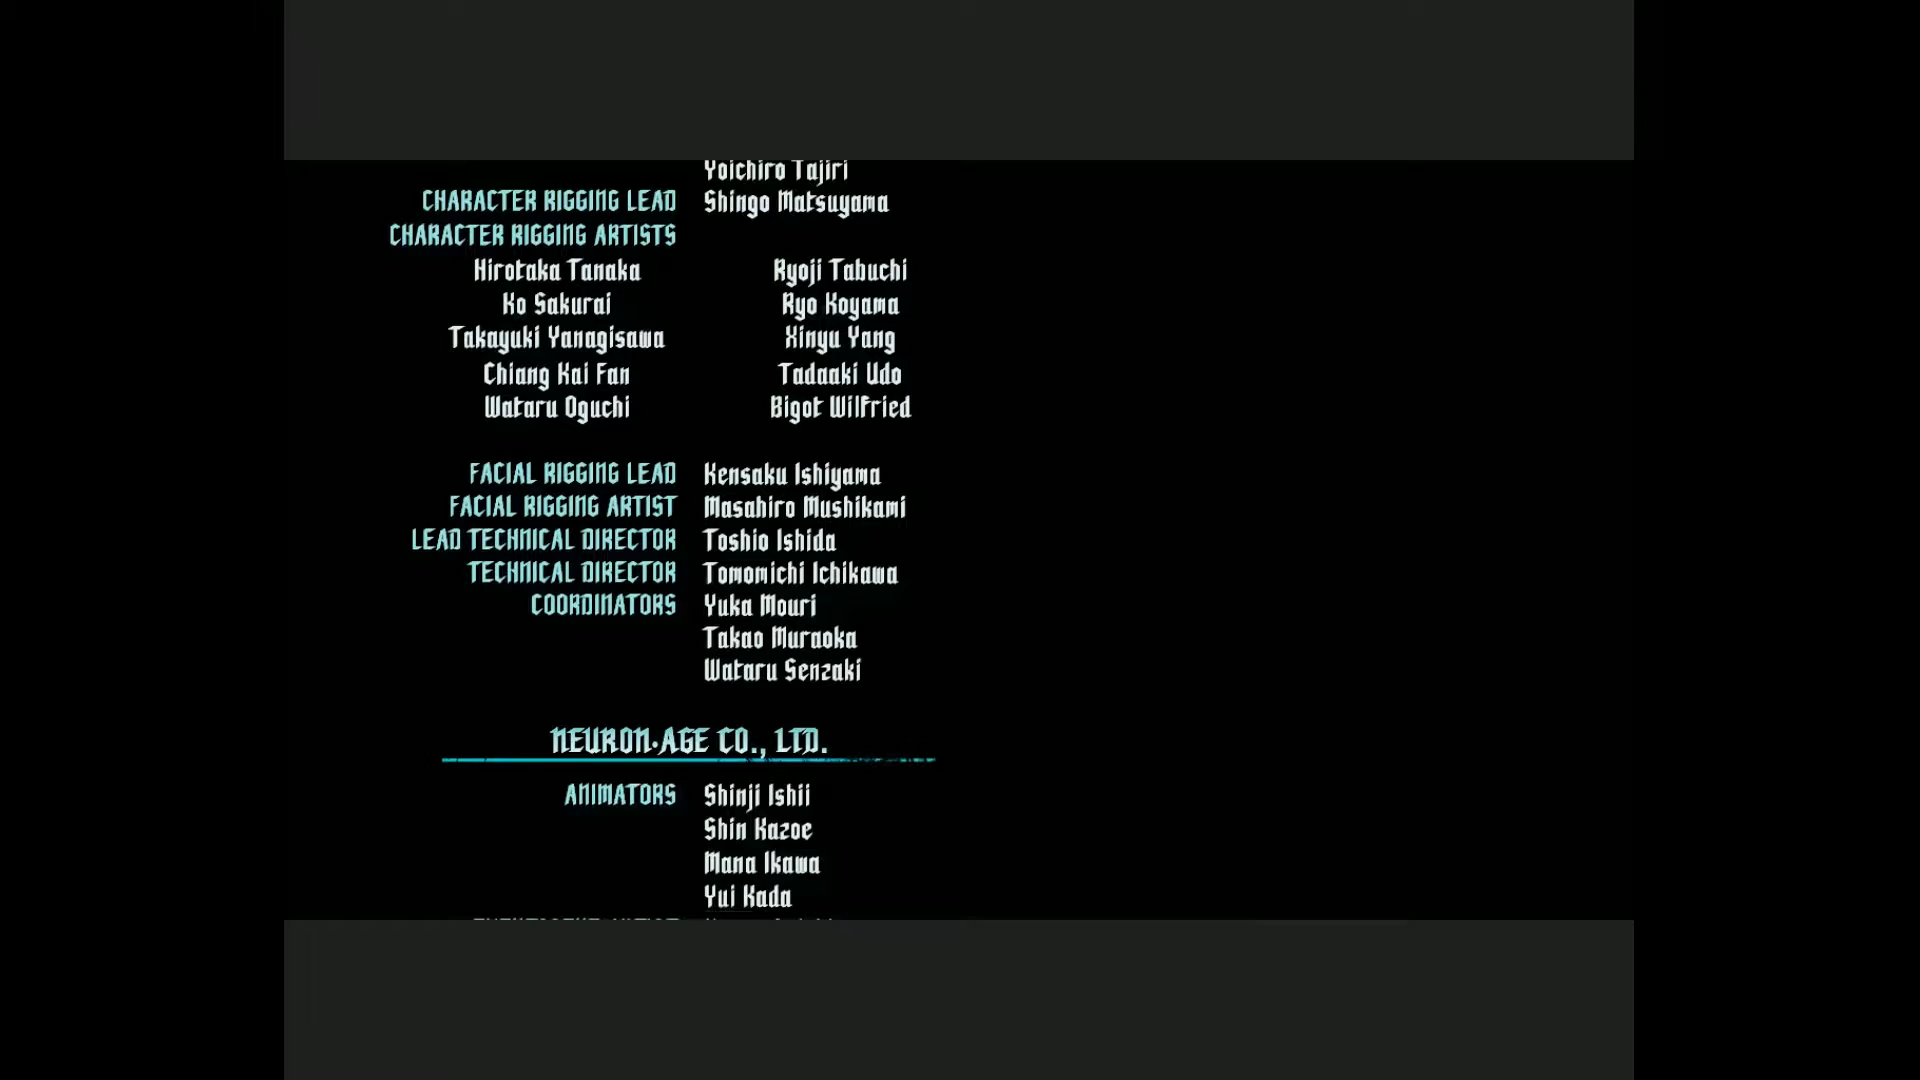 Yoichiro Tajiri
CHARACTER RIGGING LEAD Shingo Matsuyama
CHARACTER RIGGING ARTISTS
Hirotaka Tanaka Ryoji Tabuchi
Ko Sakurai Ryo Koyama
Takayuki Yanagisawa Xinyu Yang
Chiang Kai Fan Tadaaki Udo
Wataru Oguchi Bigot Wilfried
FACIAL RIGGING LEAD Kensaku Ishiyama
FACIAL RIGGING ARTIST Masahiro Mushikami
LEAD TECHNICAL DIRECTOR Toshio Ishida
TECHNICAL DIRECTOR Tomomichi Ichikawa
COORDINATORS Yuka Mouri
Takao Muraoka
Wataru Senzaki
NEURON·AGE CO., LTD.
ANIMATORS Shinji Ishii
Shin Kazoe
Mana Ikawa
Yui Kada